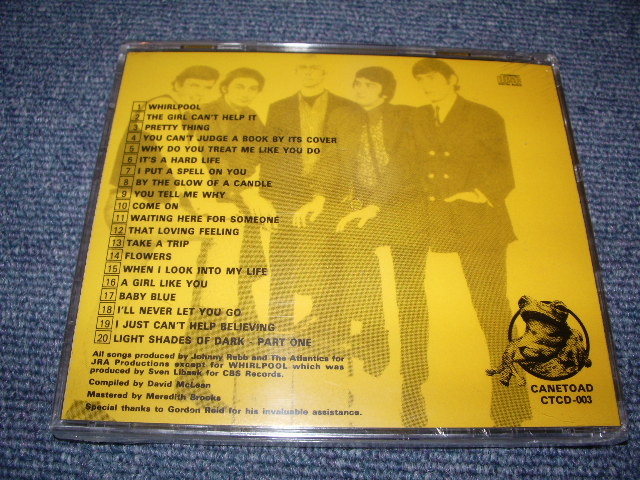 1 WHIRLPOOL
2 THE GIRL CAN'T HELP IT
3 PRETTY THING
4 YOU CAN'T JUDGE A BOOK BY ITS COVER
5 WHY DO YOU TREAT ME LIKE YOU DO
6 IT'S A HARD LIFE
7 I PUT A SPELL ON YOU
8 BY THE GLOW OF A CANDLE
9 YOU TELL ME WHY
10 COME ON
11 WAITING HERE FOR SOMEONE
12 THAT LOVING FEELING
13 TAKE A TRIP
14 FLOWERS
15 WHEN I LOOK INTO MY LIFE
16 A GIRL LIKE YOU
17 BABY BLUE
18 I'LL NEVER LET YOU GO
19 I JUST CAN'T HELP BELIEVING
20 LIGHT SHADES OF DARK - PART ONE
All songs produced by Johnny Rebb and The Atlantics for
JRA Productions except for WHIRLPOOL which was
produced by Sven Libaek for CBS Records.
Compiled by David McLean
Mastered by Meredith Brooks
Special thanks to Gordon Reid for his invaluable assistance.
CANETOAD
CTCD-003